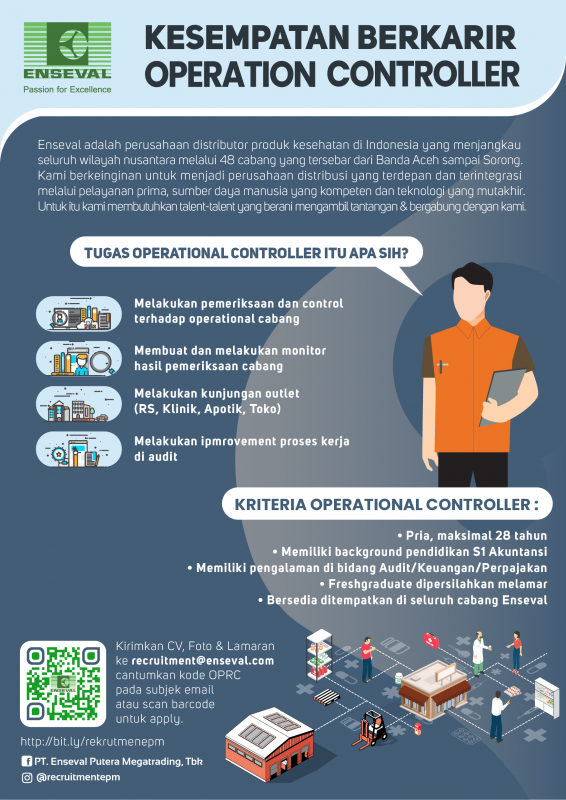 ENSEVAL
Passion for Excellence
KESEMPATAN BERKARIR
OPERATION CONTROLLER
Enseval adalah perusahaan distributor produk kesehatan di Indonesia yang menjangkau
seluruh wilayah nusantara melalui 48 cabang yang tersebar dari Banda Aceh sampai Sorong.
Kami berkeinginan untuk menjadi perusahaan distribusi yang terdepan dan terintegrasi
melalui pelayanan prima, sumber daya manusia yang kompeten dan teknologi yang mutakhir.
Untuk itu kami membutuhkan talent-talent yang berani mengambil tantangan & bergabung dengan kami.
TUGAS OPERATIONAL CONTROLLER ITU APA SIH?
Melakukan pemeriksaan dan control
terhadap operational cabang
Membuat dan melakukan monitor
hasil pemeriksaan cabang
Melakukan kunjungan outlet
(RS, Klinik, Apotik, Toko)
Melakukan ipmrovement proses kerja
di audit
KRITERIA OPERATIONAL CONTROLLER :
• Pria, maksimal 28 tahun
• Memiliki background pendidikan S1 Akuntansi
• Memiliki pengalaman di bidang Audit/Keuangan/Perpajakan
• Freshgraduate dipersilahkan melamar
• Bersedia ditempatkan di seluruh cabang Enseval
ENSEVAL
Kirimkan CV, Foto & Lamaran
ke recruitment@enseval.com
cantumkan kode OPRC
pada subjek email
atau scan barcode
untuk apply.
http://bit.ly/rekrutmenepm
PT. Enseval Putera Megatrading, Tbk
@recruitmentepm